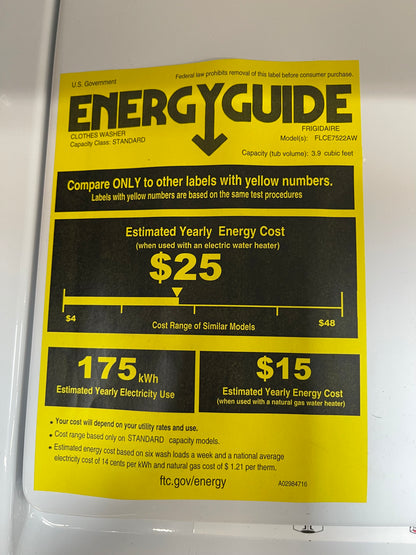 U.S. Government
Federal law prohibits removal of this label before consumer purchase.
ENERGYGUIDE
CLOTHES WASHER
Capacity Class: STANDARD
FRIGIDAIRE
Model(s): FLCE7522AW
Capacity (tub volume): 3.9 cubic feet
Compare ONLY to other labels with yellow numbers.
Labels with yellow numbers are based on the same test procedures
Estimated Yearly Energy Cost
(when used with an electric water heater)
$25
$4
$48
Cost Range of Similar Models
175 kWh
Estimated Yearly Electricity Use
$15
Estimated Yearly Energy Cost
(when used with a natural gas water heater)
• Your cost will depend on your utility rates and use.
• Cost range based only on STANDARD capacity models.
• Estimated energy cost based on six wash loads a week and a national average
electricity cost of 14 cents per kWh and natural gas cost of $ 1.21 per therm.
ftc.gov/energy
A02984716